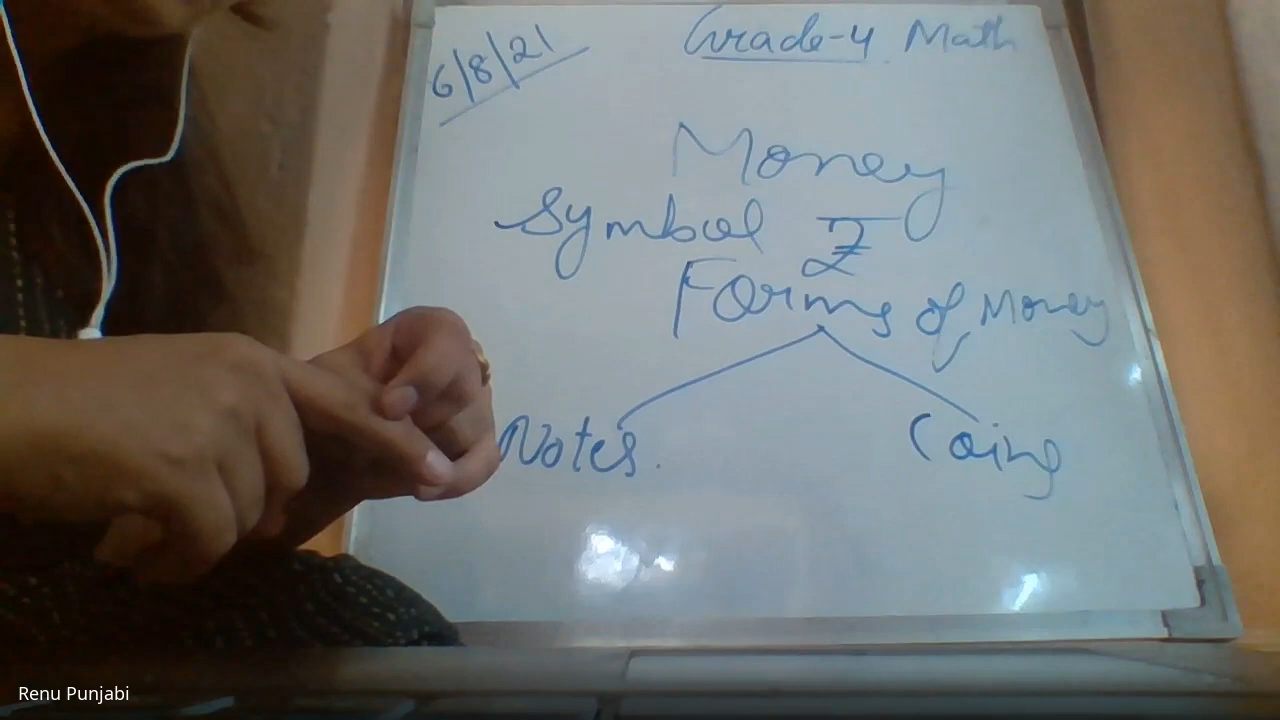 6/8/21
Grade-4 Math
Money
Symbol ₹
Forms of Money
Notes.
Coins
Renu Punjabi